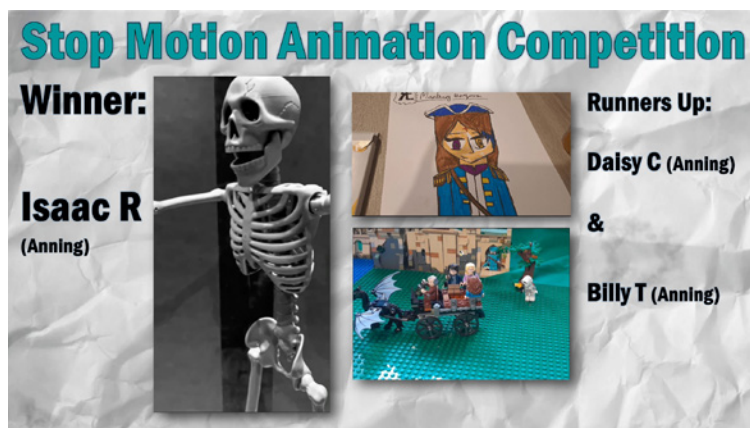 Stop Motion Animation Competition
Winner:
Isaac R
(Anning)
Runners Up:
Daisy C (Anning)
&
Billy T (Anning)